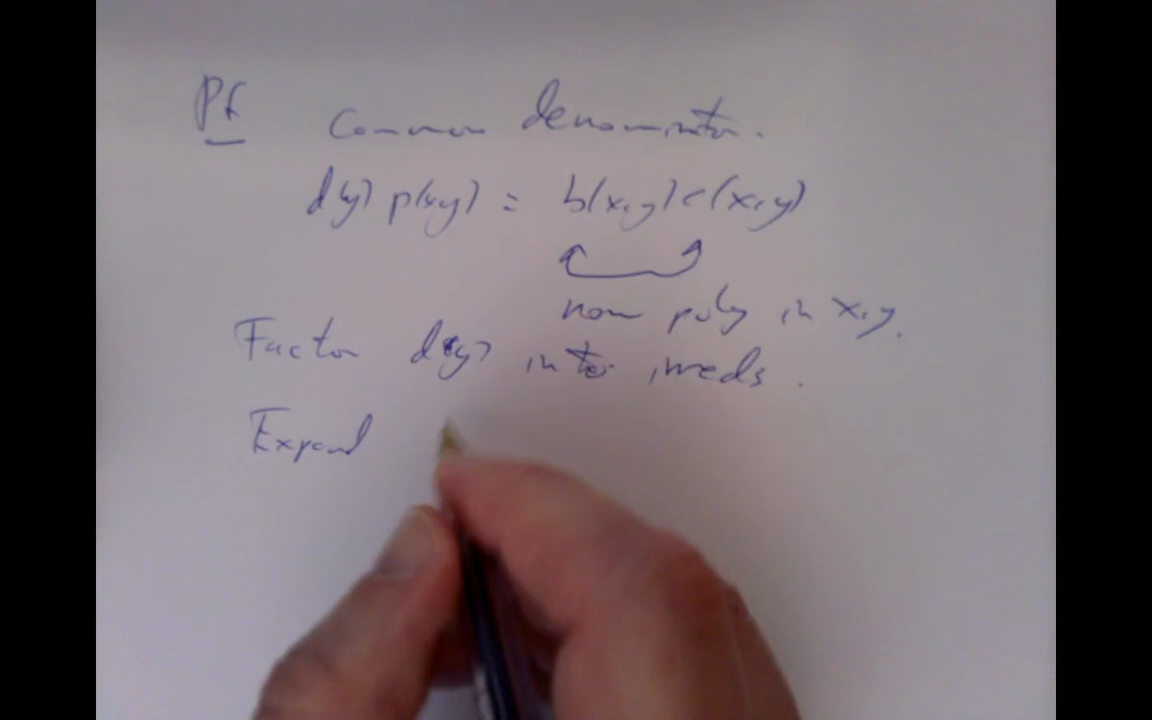 Pf Common denominator.
d(y) p(x,y) = b(x,y) c(x,y)
now poly in x,y.
Factor d(y) into irreds.
Expand